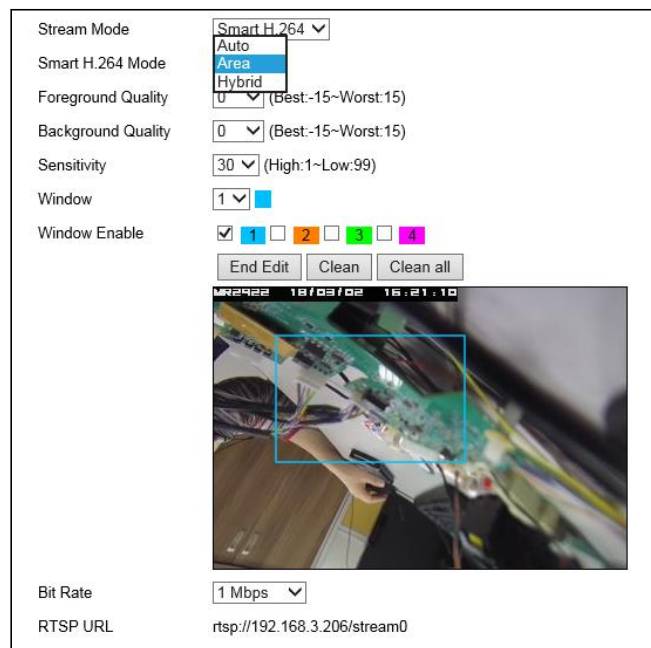 Stream Mode Smart H.264
Auto
Smart H.264 Mode Area
Hybrid
Foreground Quality 0 (Best:-15~Worst:15)
Background Quality 0 (Best:-15~Worst:15)
Sensitivity 30 (High:1~Low:99)
Window 1
Window Enable 1 2 3 4
End Edit Clean Clean all
MR2922 18/03/02 16:21:10
Bit Rate 1 Mbps
RTSP URL rtsp://192.168.3.206/stream0